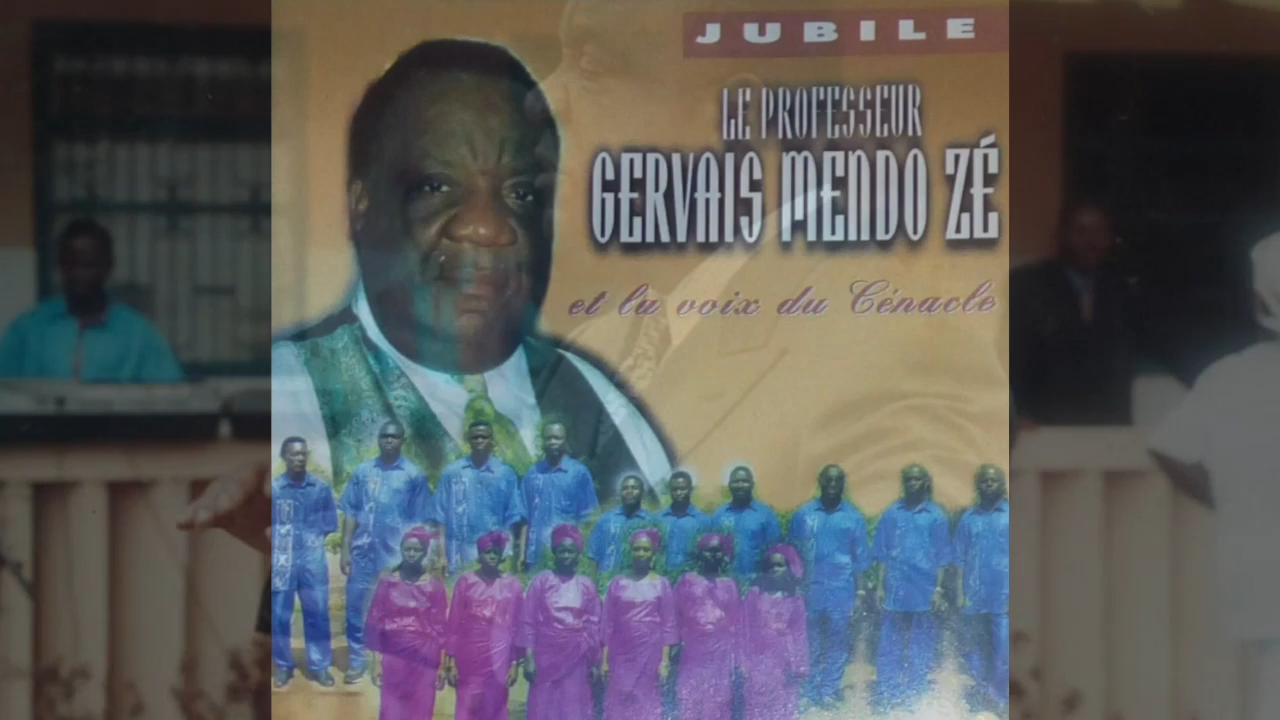 JUBILE
LE PROFESSEUR
GERVAIS MENDO ZÉ
et la voix du Cénacle